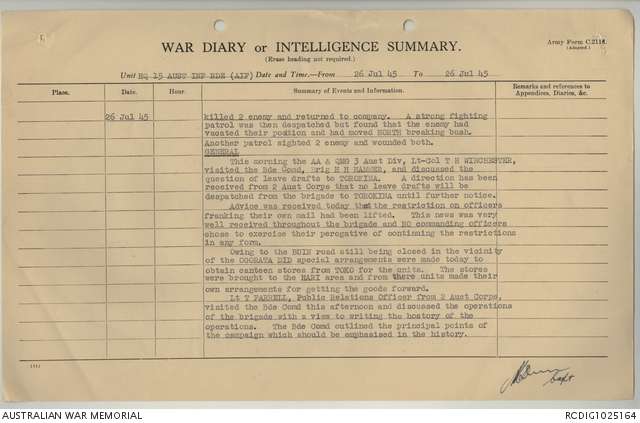 WAR DIARY or INTELLIGENCE SUMMARY.
Army Form C.2118.
(Erase heading not required.)
(Adapted.)
Unit HQ 15 AUST INF BDE (AIF) Date and Time.—From 26 Jul 45 To 26 Jul 45
Place.
Date.
Hour.
Summary of Events and Information.
Remarks and references to
Appendices, Diaries, &c.
26 Jul 45
killed 2 enemy and returned to company. A strong fighting
patrol was then despatched but found that the enemy had
vacated their position and had moved NORTH breaking bush.
Another patrol sighted 2 enemy and wounded both.
GENERAL
This morning the AA & QMG 3 Aust Div, Lt-Col T H WINCHESTER,
visited the Bde Comd, Brig H H HAMMER, and discussed the
question of leave drafts to TOROKINA. A direction has been
received from 2 Aust Corps that no leave drafts will be
despatched from the brigade to TOROKINA until further notice.
Advice was received today that the restriction on officers
franking their own mail had been lifted. This news was very
well received throughout the brigade and NO commanding officers
chose to exercise their perogative of continuing the restrictions
in any form.
Owing to the BUIN road still being closed in the vicinity
of the OGORATA DID special arrangements were made today to
obtain canteen stores from TOKO for the units. The stores
were brought to the HARI area and from there units made their
own arrangements for getting the goods forward.
Lt T FARRELL, Public Relations Officer from 2 Aust Corps,
visited the Bde Comd this afternoon and discussed the operations
of the brigade with a view to writing the hostory of the
operations. The Bde Comd outlined the principal points of
the campaign which should be emphasised in the history.
Capt
AUSTRALIAN WAR MEMORIAL
RCDIG1025164